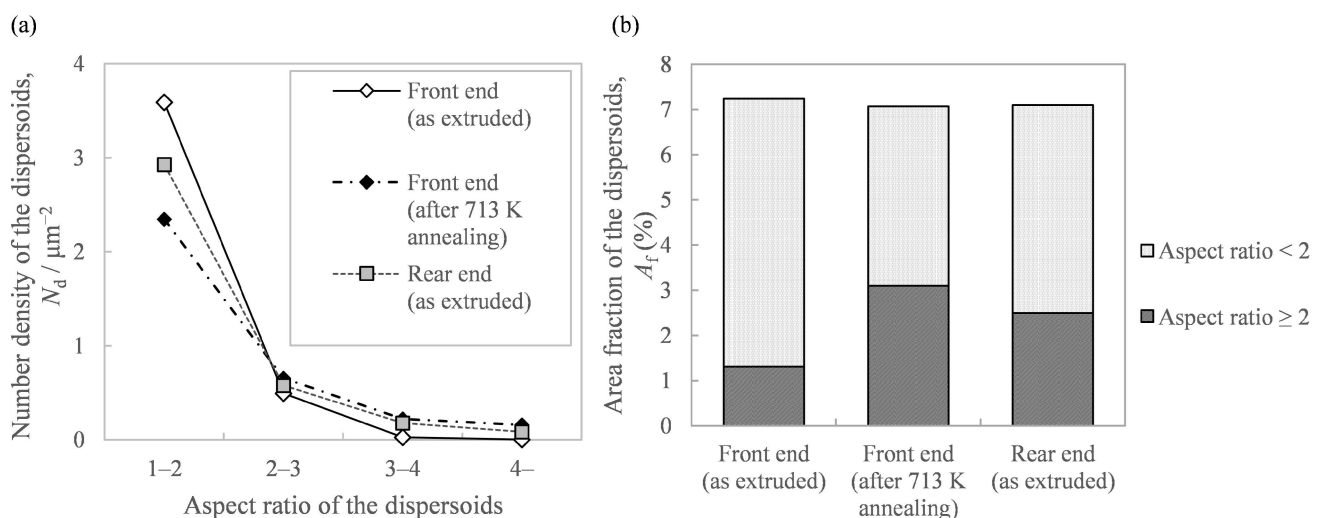 (a)
Number density of the dispersoids,
Nd / μm−2
4
3
2
1
0
1–2
2–3
3–4
4–
Aspect ratio of the dispersoids
Front end
(as extruded)
Front end
(after 713 K
annealing)
Rear end
(as extruded)
(b)
Area fraction of the dispersoids,
Af (%)
8
7
6
5
4
3
2
1
0
Front end
(as extruded)
Front end
(after 713 K
annealing)
Rear end
(as extruded)
Aspect ratio < 2
Aspect ratio ≥ 2